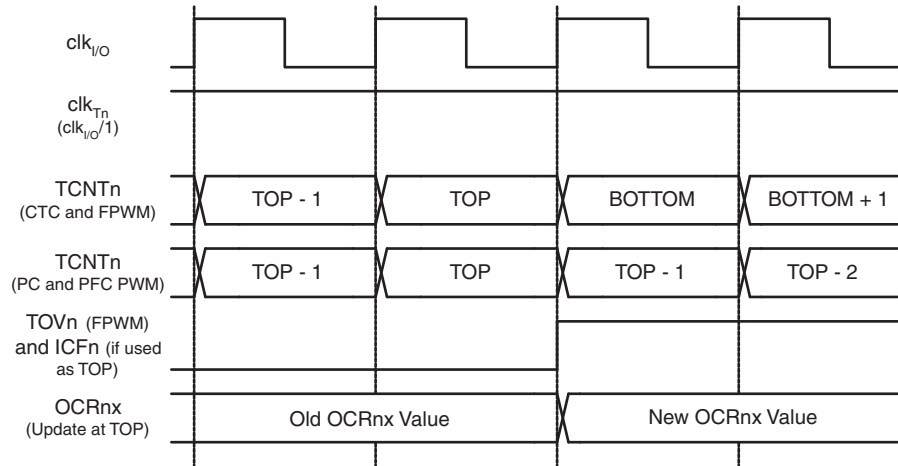 clkI/O
clkTn
(clkI/O/1)
TCNTn
(CTC and FPWM)
TOP - 1
TOP
BOTTOM
BOTTOM + 1
TCNTn
(PC and PFC PWM)
TOP - 1
TOP
TOP - 1
TOP - 2
TOVn (FPWM)
and ICFn (if used
as TOP)
OCRnx
(Update at TOP)
Old OCRnx Value
New OCRnx Value